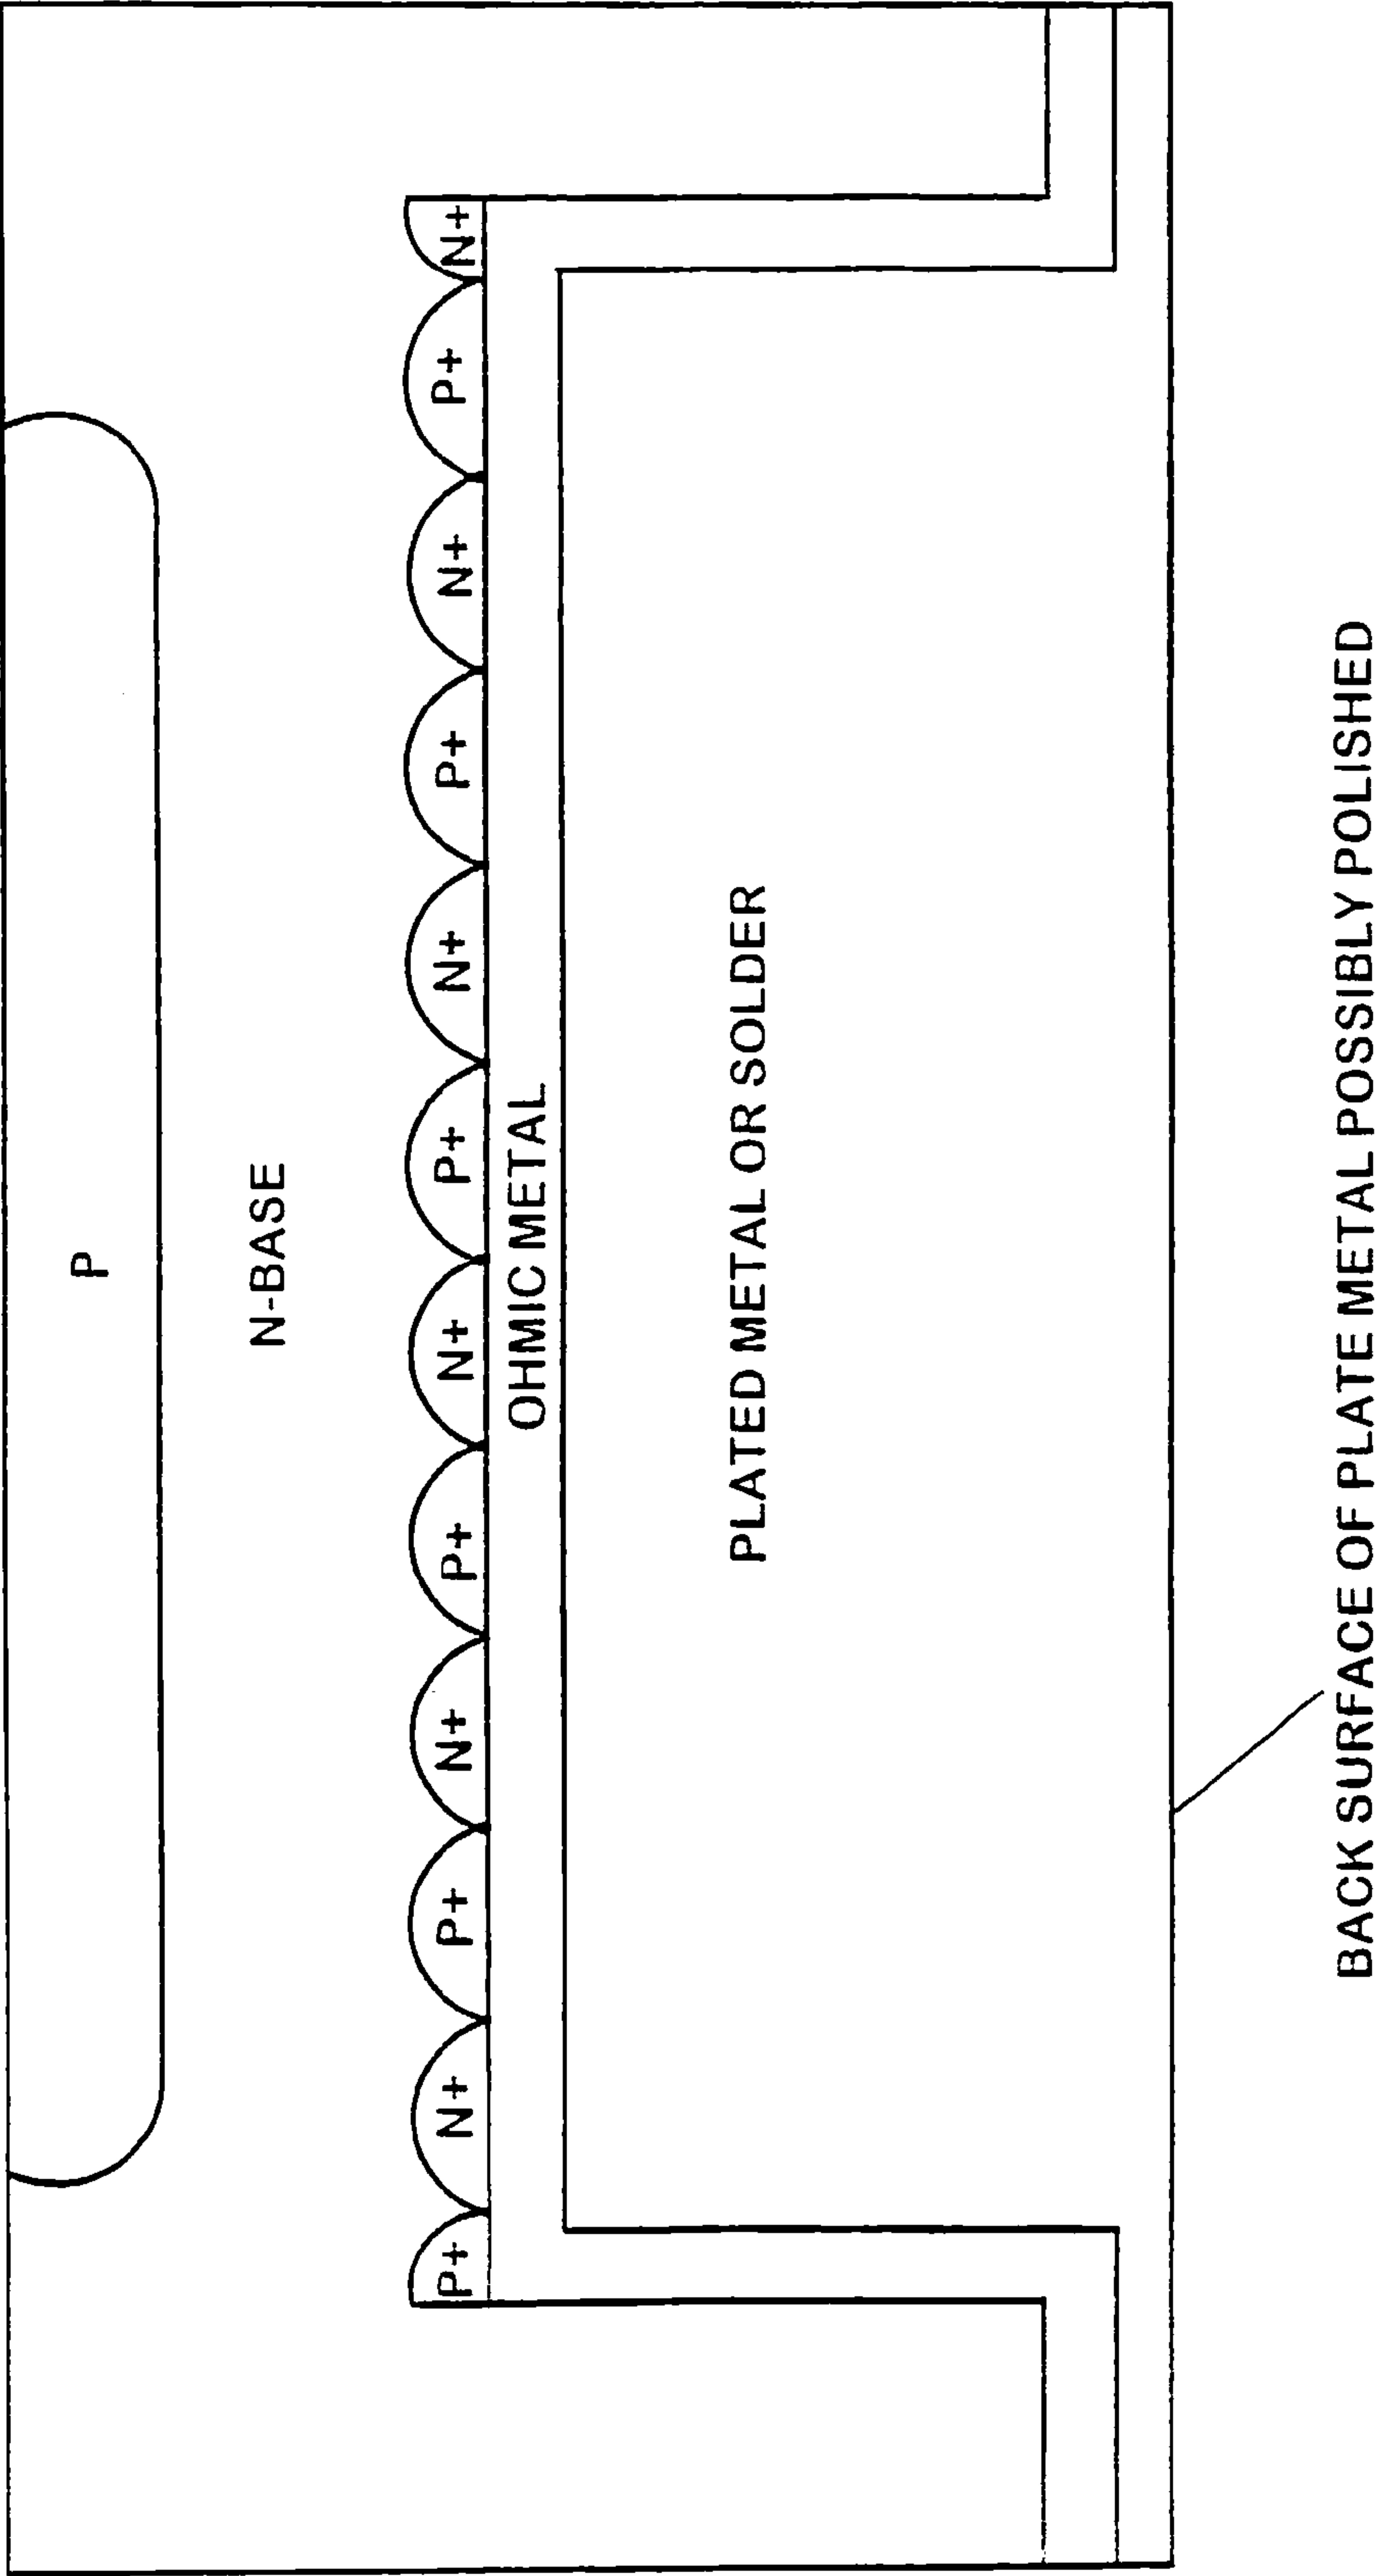 P
N-BASE
P+ N+ P+ N+ P+ N+ P+ N+ P+ N+ P+ N+
OHMIC METAL
PLATED METAL OR SOLDER
BACK SURFACE OF PLATE METAL POSSIBLY POLISHED